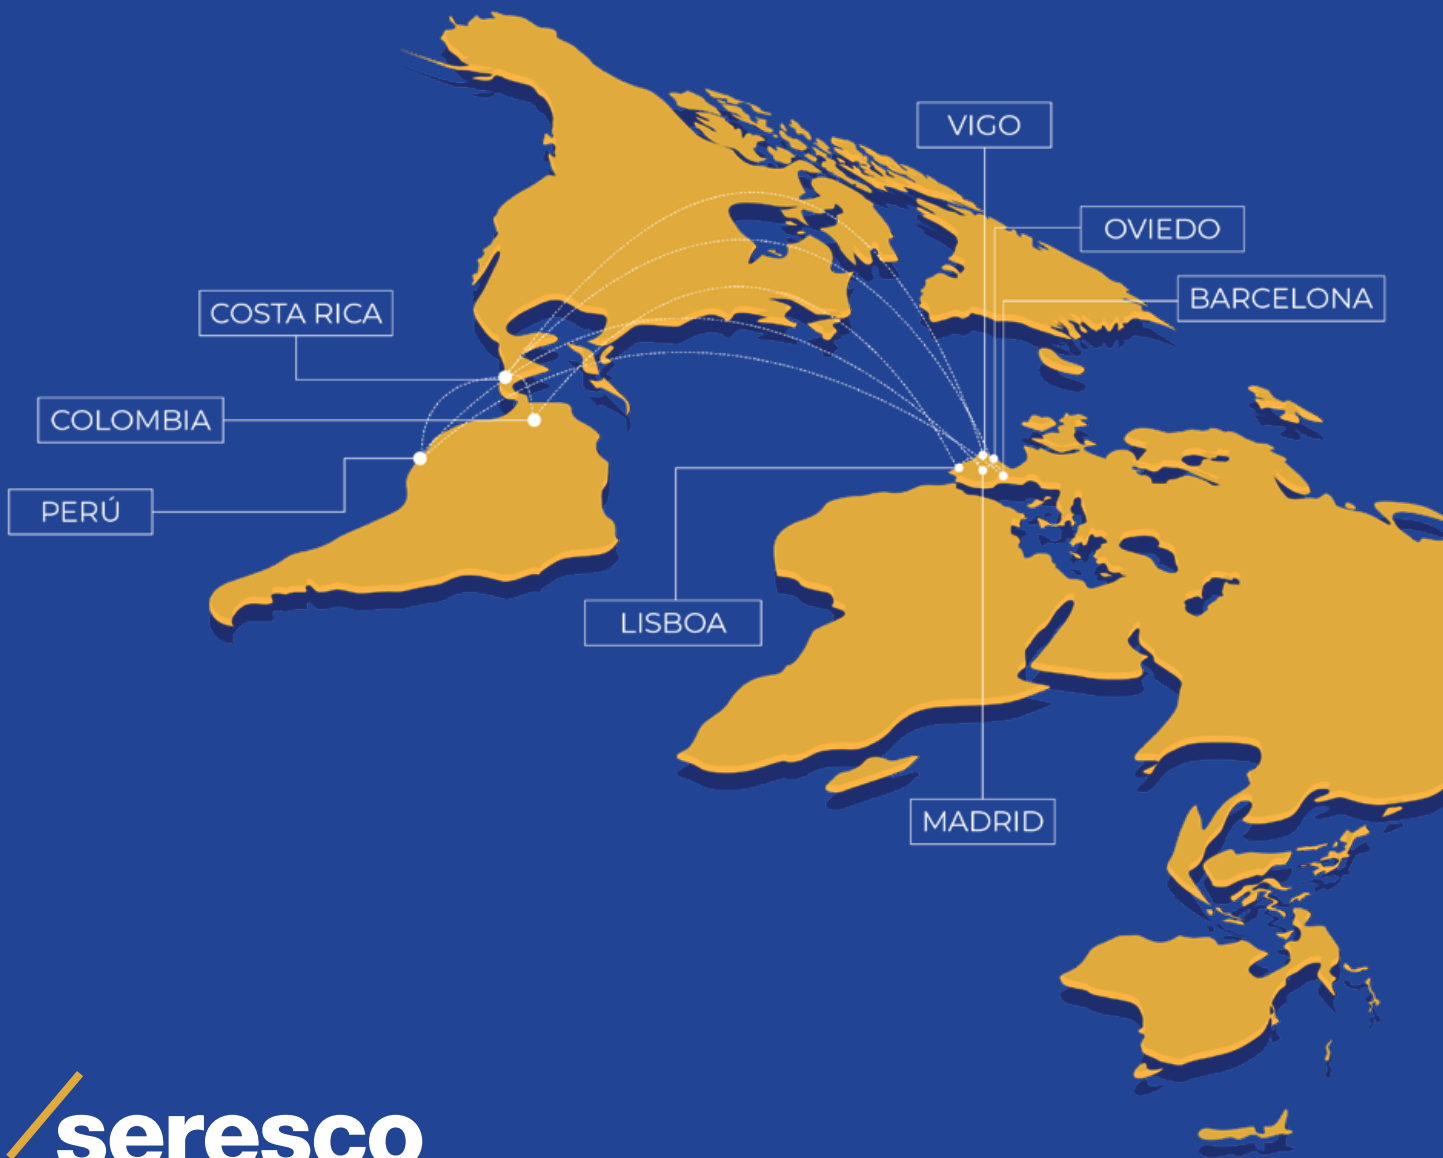 VIGO
OVIEDO
BARCELONA
COSTA RICA
COLOMBIA
PERÚ
LISBOA
MADRID
seresco